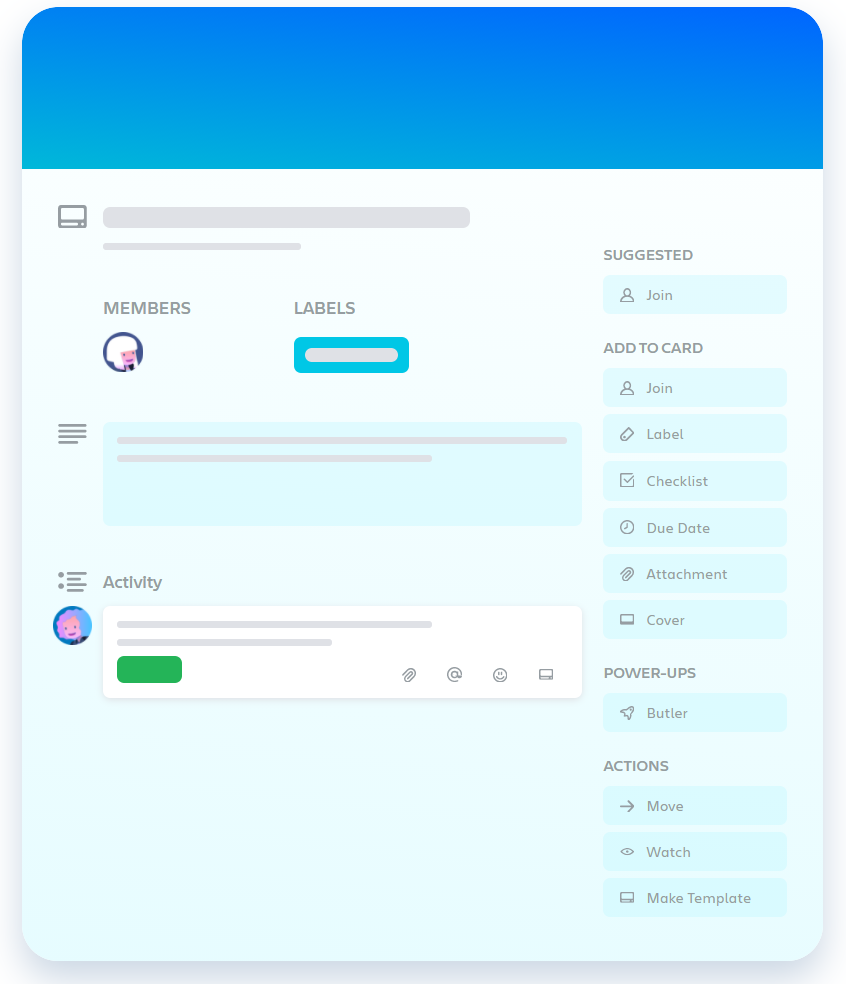 MEMBERS
LABELS
Activity
SUGGESTED
Join
ADD TO CARD
Join
Label
Checklist
Due Date
Attachment
Cover
POWER-UPS
Butler
ACTIONS
Move
Watch
Make Template